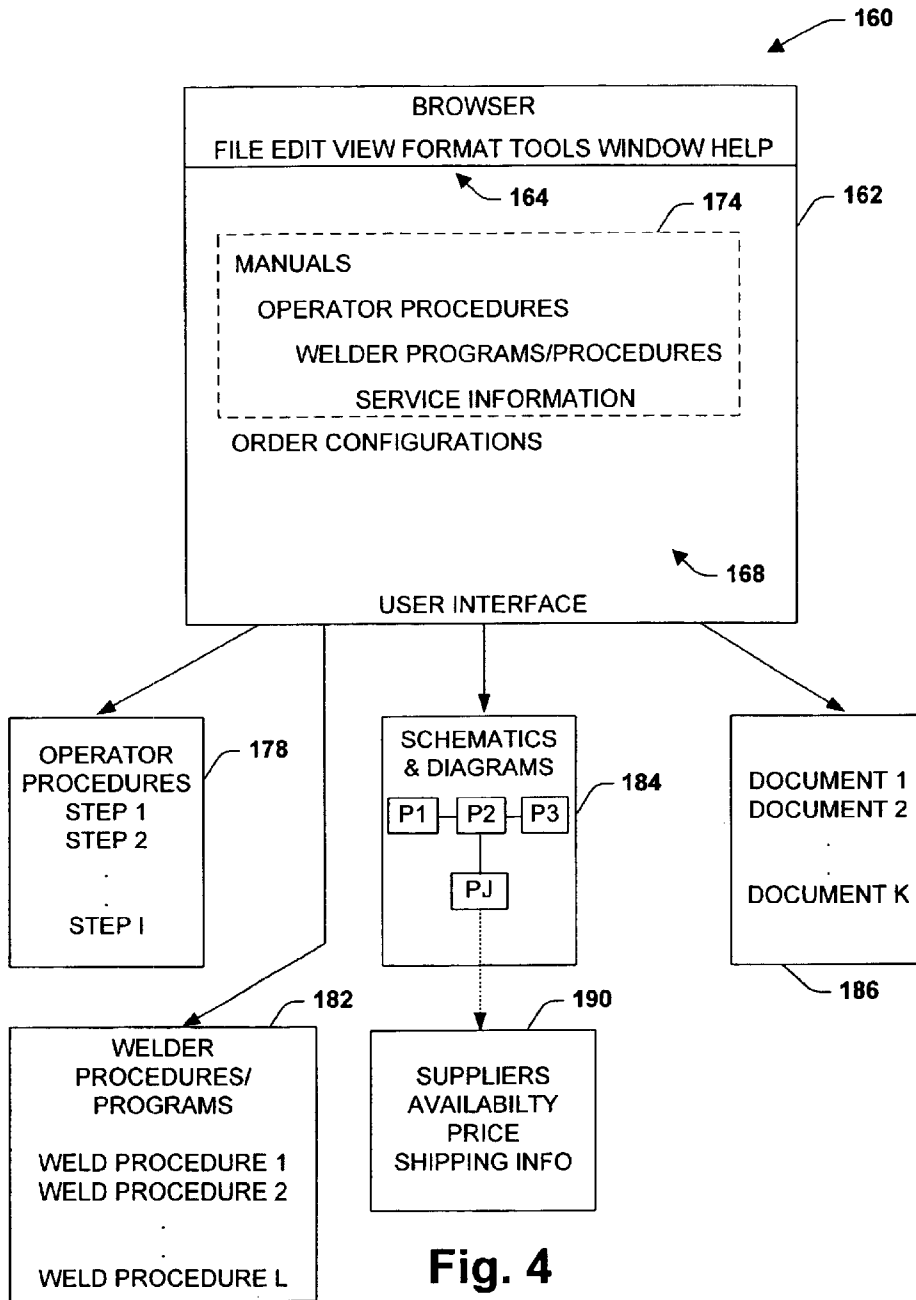 160
BROWSER
FILE EDIT VIEW FORMAT TOOLS WINDOW HELP
164
174
162
MANUALS
OPERATOR PROCEDURES
WELDER PROGRAMS/PROCEDURES
SERVICE INFORMATION
ORDER CONFIGURATIONS
168
USER INTERFACE
OPERATOR
PROCEDURES
STEP 1
STEP 2
.
.
STEP I
178
SCHEMATICS
& DIAGRAMS
P1 P2 P3
PJ
184
DOCUMENT 1
DOCUMENT 2
.
.
DOCUMENT K
186
182
WELDER
PROCEDURES/
PROGRAMS
WELD PROCEDURE 1
WELD PROCEDURE 2
.
.
WELD PROCEDURE L
190
SUPPLIERS
AVAILABILTY
PRICE
SHIPPING INFO
Fig. 4